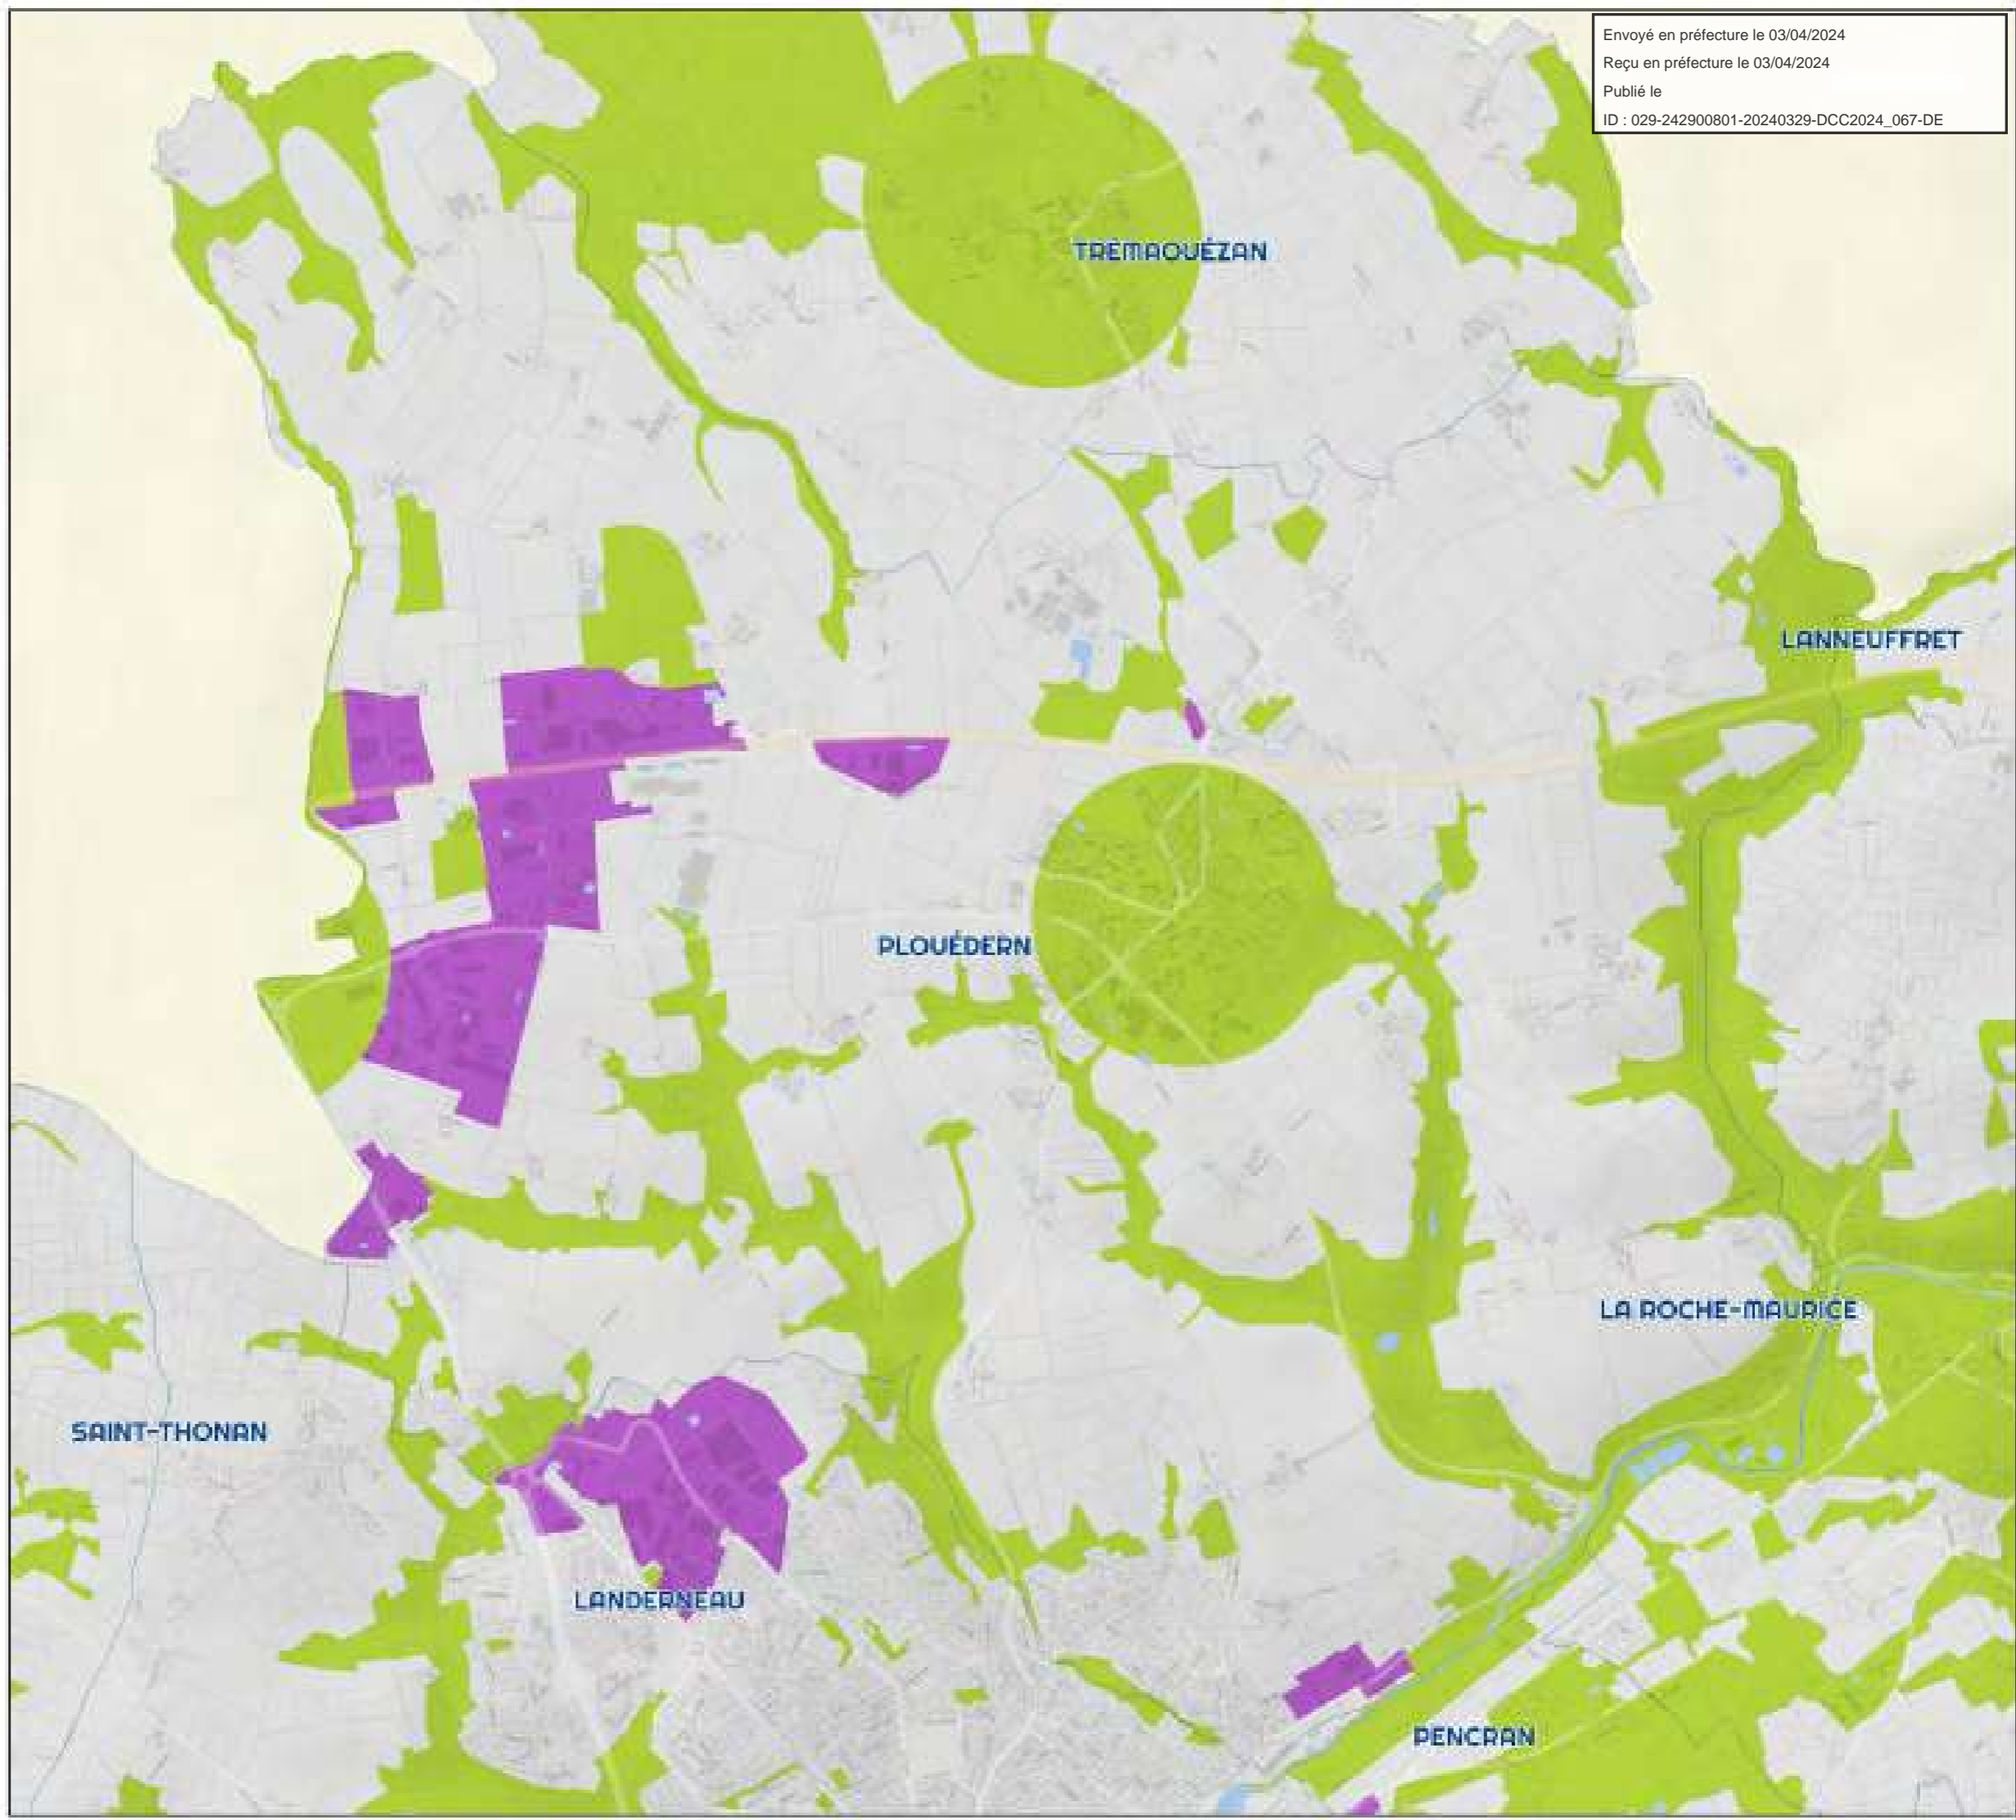 Envoyé en préfecture le 03/04/2024
Reçu en préfecture le 03/04/2024
Publié le
ID : 029-242900801-20240329-DCC2024_067-DE
TRÉMAOUÉZAN
LANNEUFFRET
PLOUÉDERN
LA ROCHE-MAURICE
SAINT-THONAN
LANDERNEAU
PENCRAN